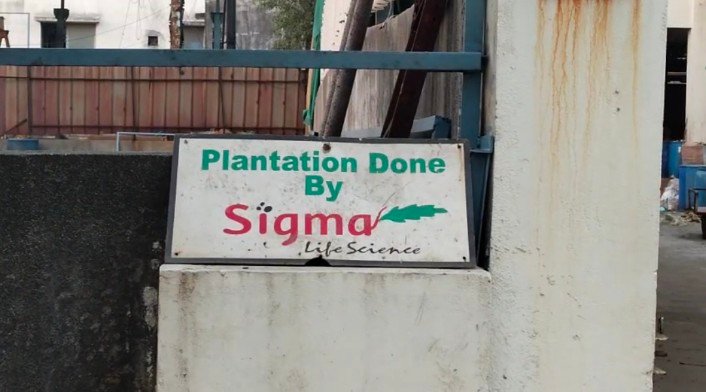 Plantation Done
By
Sigma
Life Science